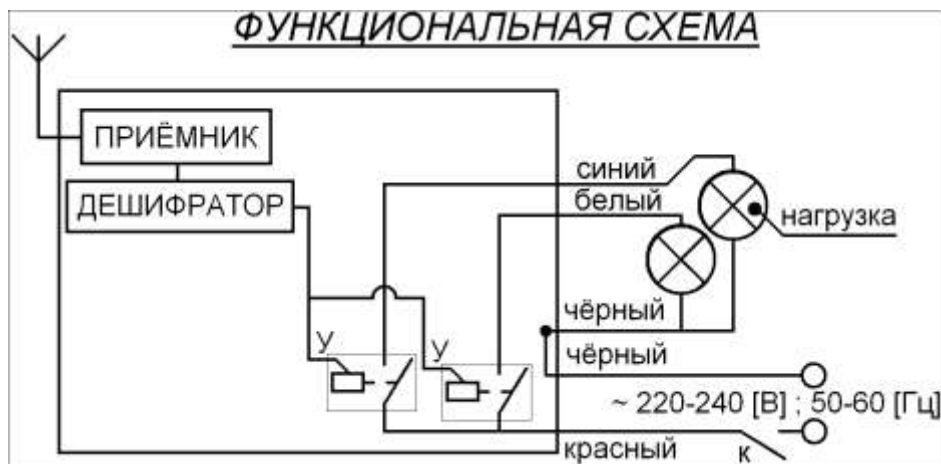 ФУНКЦИОНАЛЬНАЯ СХЕМА
ПРИЁМНИК
ДЕШИФРАТОР
синий
белый
нагрузка
чёрный
чёрный
У
У
~ 220-240 [В] ; 50-60 [Гц]
красный
к